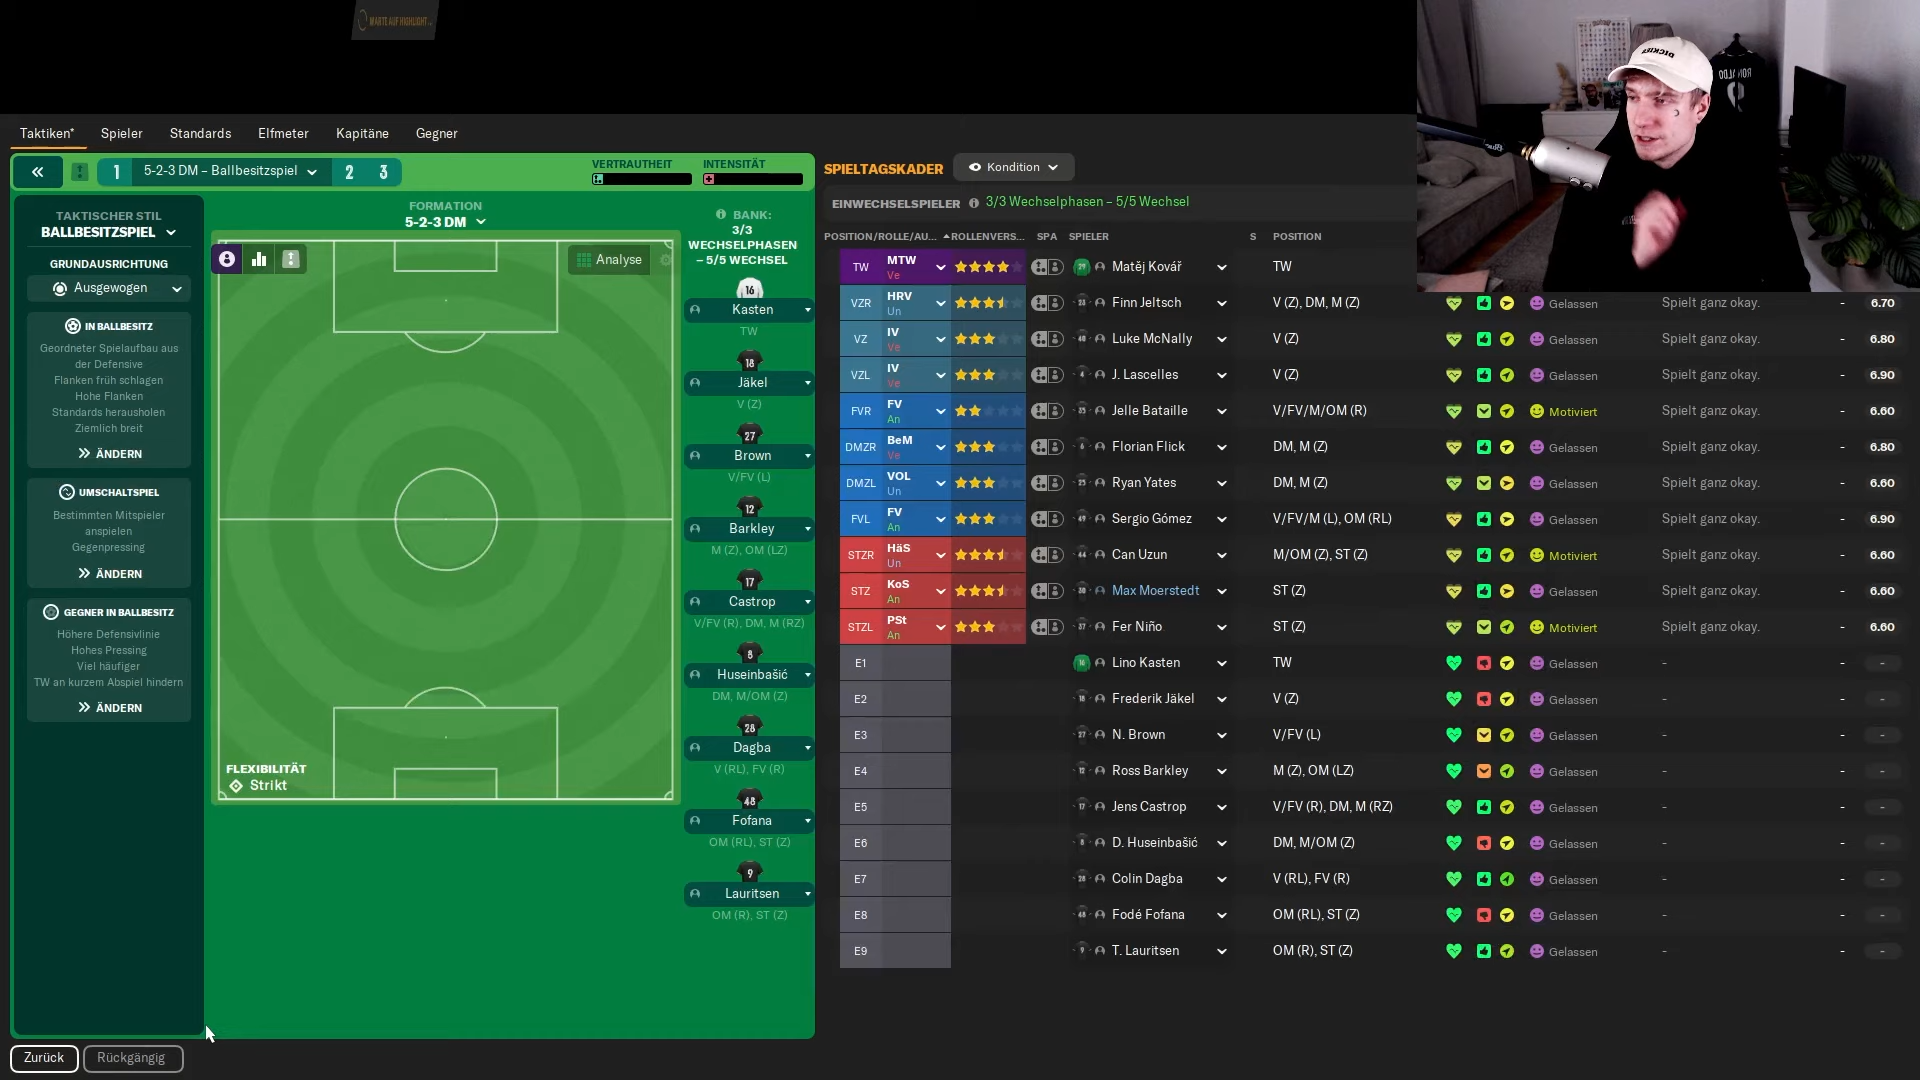 WARTE AUF HIGHLIGHT...
Taktiken*
Spieler
Standards
Elfmeter
Kapitäne
Gegner
1
5-2-3 DM – Ballbesitzspiel
2
3
VERTRAUTHEIT
INTENSITÄT
TAKTISCHER STIL
BALLBESITZSPIEL
GRUNDAUSRICHTUNG
Ausgewogen
IN BALLBESITZ
Geordneter Spielaufbau aus
der Defensive
Flanken früh schlagen
Hohe Flanken
Standards herausholen
Ziemlich breit
ÄNDERN
UMSCHALTSPIEL
Bestimmten Mitspieler
anspielen
Gegenpressing
ÄNDERN
GEGNER IN BALLBESITZ
Höhere Defensivlinie
Hohes Pressing
Viel häufiger
TW an kurzem Abspiel hindern
ÄNDERN
FORMATION
5-2-3 DM
Analyse
FLEXIBILITÄT
Strikt
BANK:
3/3
WECHSELPHASEN
– 5/5 WECHSEL
16
Kasten
TW
18
Jäkel
V (Z)
27
Brown
V/FV (L)
12
Barkley
M (Z), OM (LZ)
17
Castrop
V/FV (R), DM, M (RZ)
8
Huseinbašić
DM, M/OM (Z)
28
Dagba
V (RL), FV (R)
48
Fofana
OM (RL), ST (Z)
9
Lauritsen
OM (R), ST (Z)
Zurück
Rückgängig
SPIELTAGSKADER
Kondition
EINWECHSELSPIELER 3/3 Wechselphasen – 5/5 Wechsel
POSITION/ROLLE/AU... ROLLENVERS... SPA SPIELER S POSITION
TW MTW Ve Matěj Kovář TW
VZR HRV Un Finn Jeltsch V (Z), DM, M (Z) Gelassen Spielt ganz okay. - 6.70
VZ IV Ve Luke McNally V (Z) Gelassen Spielt ganz okay. - 6.80
VZL IV Ve J. Lascelles V (Z) Gelassen Spielt ganz okay. - 6.90
FVR FV An Jelle Bataille V/FV/M/OM (R) Motiviert Spielt ganz okay. - 6.60
DMZR BeM Ve Florian Flick DM, M (Z) Gelassen Spielt ganz okay. - 6.80
DMZL VOL Un Ryan Yates DM, M (Z) Gelassen Spielt ganz okay. - 6.60
FVL FV An Sergio Gómez V/FV/M (L), OM (RL) Gelassen Spielt ganz okay. - 6.90
STZR HäS Un Can Uzun M/OM (Z), ST (Z) Motiviert Spielt ganz okay. - 6.60
STZ KoS An Max Moerstedt ST (Z) Gelassen Spielt ganz okay. - 6.60
STZL PSt An Fer Niño ST (Z) Motiviert Spielt ganz okay. - 6.60
E1 Lino Kasten TW Gelassen - - -
E2 Frederik Jäkel V (Z) Gelassen - - -
E3 N. Brown V/FV (L) Gelassen - - -
E4 Ross Barkley M (Z), OM (LZ) Gelassen - - -
E5 Jens Castrop V/FV (R), DM, M (RZ) Gelassen - - -
E6 D. Huseinbašić DM, M/OM (Z) Gelassen - - -
E7 Colin Dagba V (RL), FV (R) Gelassen - - -
E8 Fodé Fofana OM (RL), ST (Z) Gelassen - - -
E9 T. Lauritsen OM (R), ST (Z) Gelassen - - -
DICKIES
RONALDO